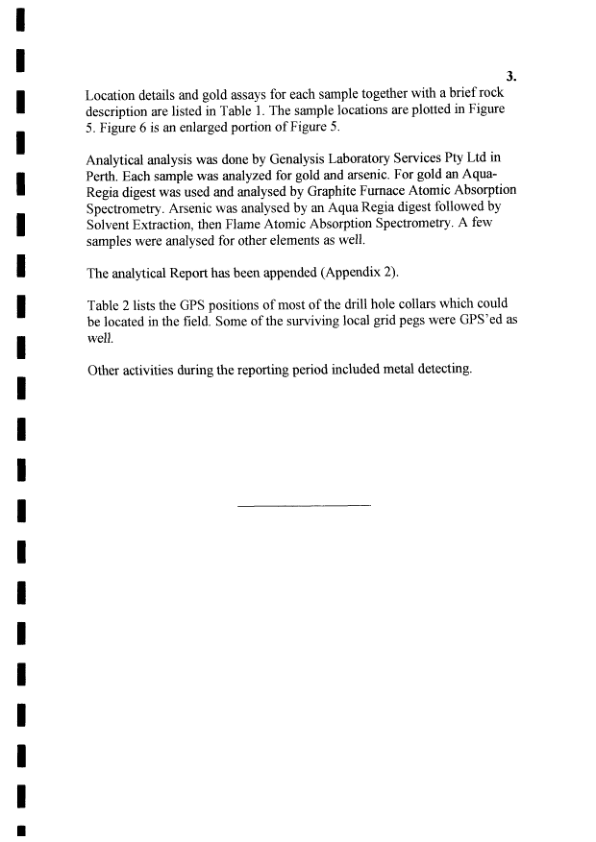 3.
Location details and gold assays for each sample together with a brief rock
description are listed in Table 1. The sample locations are plotted in Figure
5. Figure 6 is an enlarged portion of Figure 5.
Analytical analysis was done by Genalysis Laboratory Services Pty Ltd in
Perth. Each sample was analyzed for gold and arsenic. For gold an Aqua-
Regia digest was used and analysed by Graphite Furnace Atomic Absorption
Spectrometry. Arsenic was analysed by an Aqua Regia digest followed by
Solvent Extraction, then Flame Atomic Absorption Spectrometry. A few
samples were analysed for other elements as well.
The analytical Report has been appended (Appendix 2).
Table 2 lists the GPS positions of most of the drill hole collars which could
be located in the field. Some of the surviving local grid pegs were GPS'ed as
well.
Other activities during the reporting period included metal detecting.